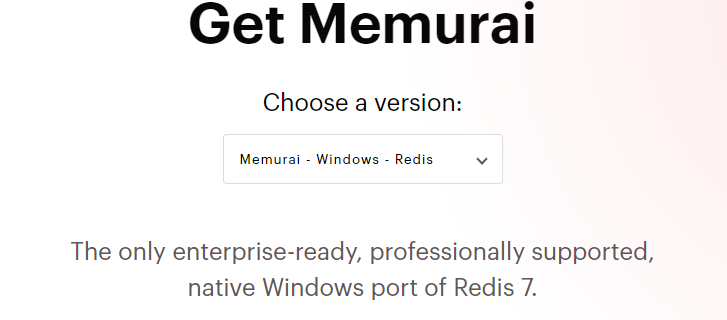 Get Memurai
Choose a version:
Memurai - Windows - Redis
The only enterprise-ready, professionally supported,
native Windows port of Redis 7.